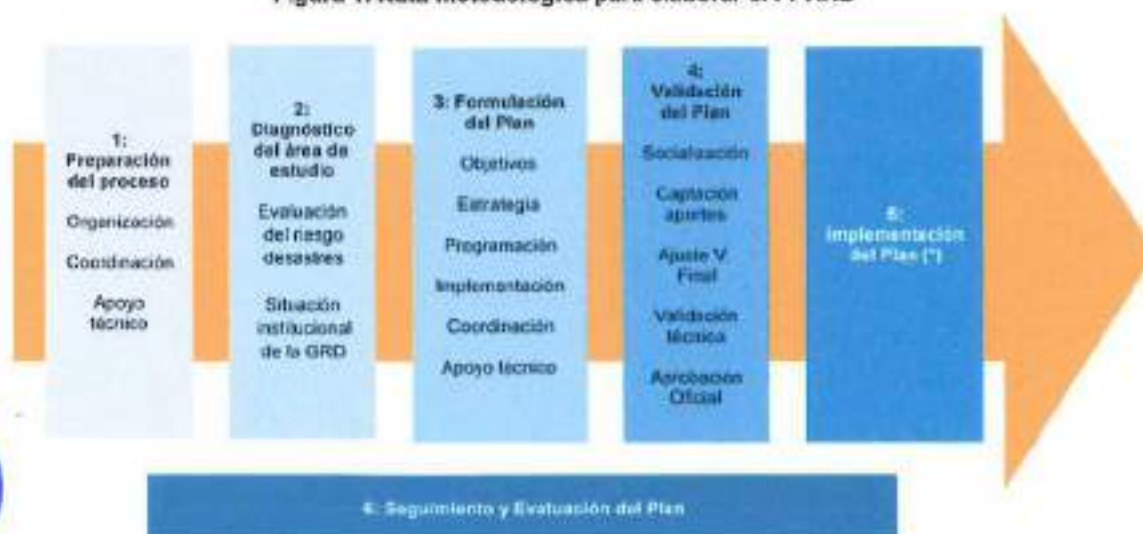 1:
Preparación
del proceso
Organización
Coordinación
Apoyo
técnico
2:
Diagnóstico
del área de
estudio
Evaluación
del riesgo
desastres
Situación
institucional
de la GRD
3: Formulación
del Plan
Objetivos
Estrategia
Programación
Implementación
Coordinación
Apoyo técnico
4:
Validación
del Plan
Socialización
Captación
aportes
Ajuste V.
Final
Validación
técnica
Aprobación
Oficial
5:
Implementación
del Plan (*)
6: Seguimiento y Evaluación del Plan